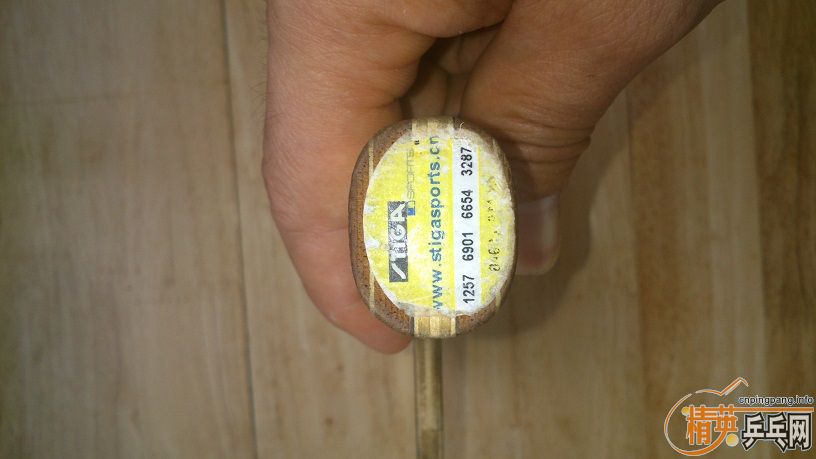 STIGA
SPORTS
www.stigasports.cn
1257 6901 6654 3287
cnpingpang.info
精英乒乓网